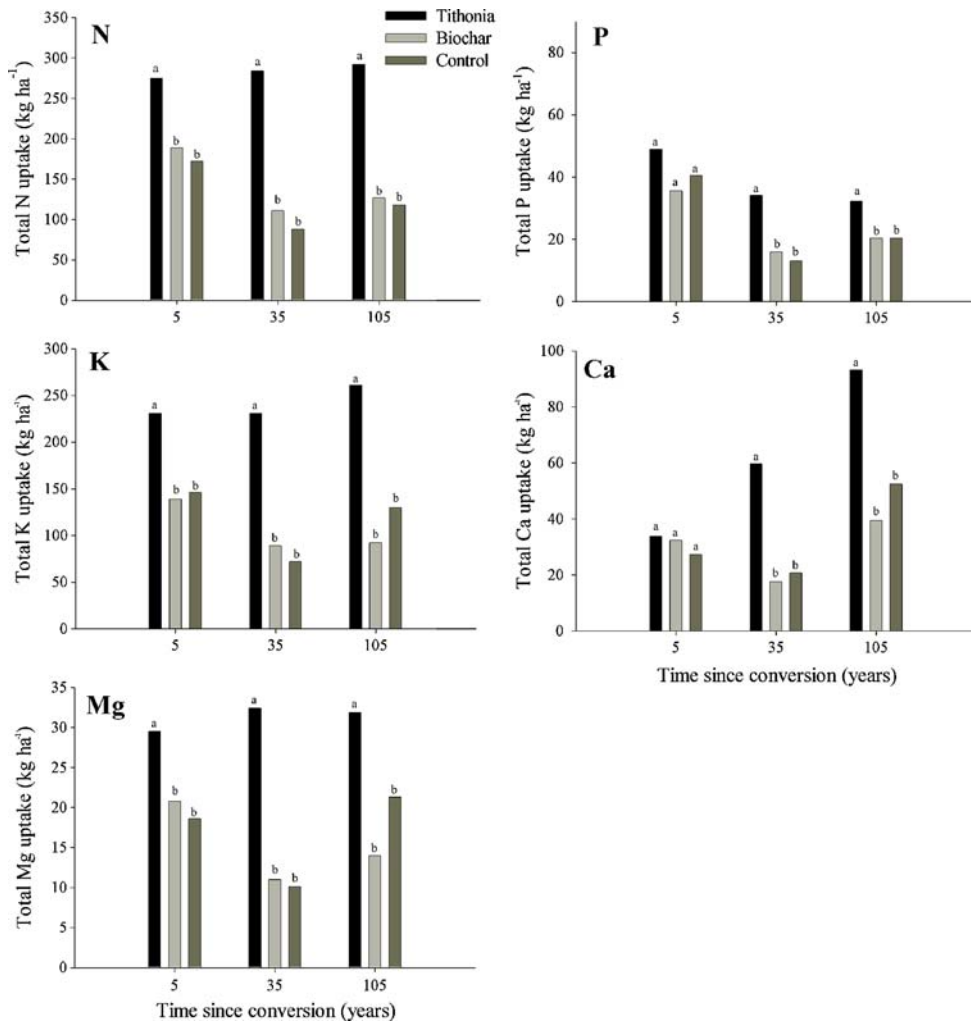 N
Tithonia
Biochar
Control
Total N uptake (kg ha⁻¹)
350
300
250
200
150
100
50
0
a
b
b
a
b
b
a
b
b
5
35
105
P
Total P uptake (kg ha⁻¹)
80
60
40
20
0
a
a
a
a
b
b
a
b
b
5
35
105
K
Total K uptake (kg ha⁻¹)
300
250
200
150
100
50
0
a
b
b
a
b
b
a
b
b
5
35
105
Ca
Total Ca uptake (kg ha⁻¹)
100
80
60
40
20
0
a
a
a
a
b
b
a
b
b
5
35
105
Time since conversion (years)
Mg
Total Mg uptake (kg ha⁻¹)
35
30
25
20
15
10
5
0
a
b
b
a
b
b
a
b
b
5
35
105
Time since conversion (years)